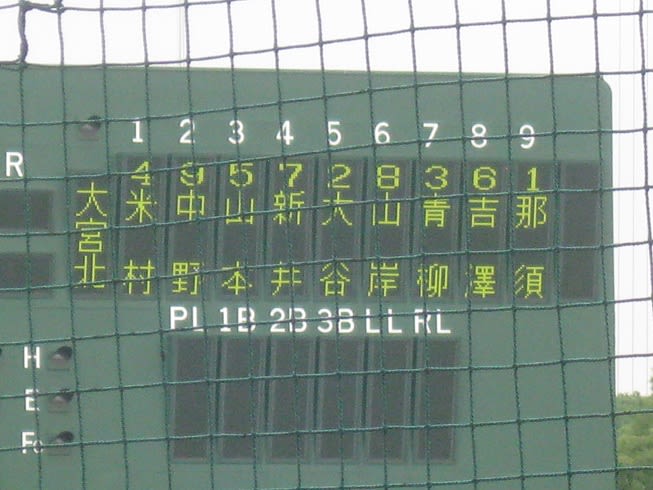 1 2 3 4 5 6 7 8 9
R
4 9 5 7 2 8 3 6 1
大宮北
米村
中野
山本
新井
大谷
山岸
青柳
吉澤
那須
PL 1B 2B 3B LL RL
H
E
Fc